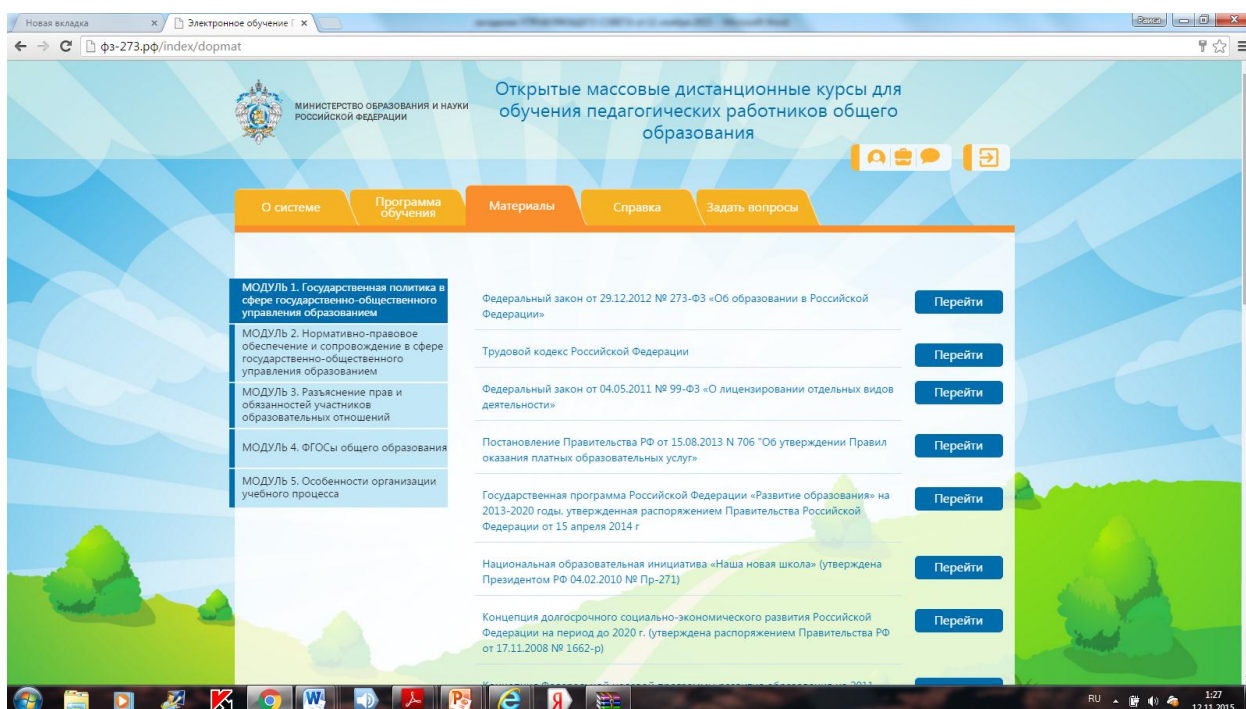 Новая вкладка
Электронное обучение Г
Раиса
фз-273.рф/index/dopmat
МИНИСТЕРСТВО ОБРАЗОВАНИЯ И НАУКИ
РОССИЙСКОЙ ФЕДЕРАЦИИ
Открытые массовые дистанционные курсы для
обучения педагогических работников общего
образования
О системе
Программа
обучения
Материалы
Справка
Задать вопросы
МОДУЛЬ 1. Государственная политика в
сфере государственно-общественного
управления образованием
МОДУЛЬ 2. Нормативно-правовое
обеспечение и сопровождение в сфере
государственно-общественного
управления образованием
МОДУЛЬ 3. Разъяснение прав и
обязанностей участников
образовательных отношений
МОДУЛЬ 4. ФГОСы общего образования
МОДУЛЬ 5. Особенности организации
учебного процесса
Федеральный закон от 29.12.2012 № 273-ФЗ «Об образовании в Российской
Федерации»
Перейти
Трудовой кодекс Российской Федерации
Перейти
Федеральный закон от 04.05.2011 № 99-ФЗ «О лицензировании отдельных видов
деятельности»
Перейти
Постановление Правительства РФ от 15.08.2013 N 706 "Об утверждении Правил
оказания платных образовательных услуг»
Перейти
Государственная программа Российской Федерации «Развитие образования» на
2013-2020 годы, утвержденная распоряжением Правительства Российской
Федерации от 15 апреля 2014 г
Перейти
Национальная образовательная инициатива «Наша новая школа» (утверждена
Президентом РФ 04.02.2010 № Пр-271)
Перейти
Концепция долгосрочного социально-экономического развития Российской
Федерации на период до 2020 г. (утверждена распоряжением Правительства РФ
от 17.11.2008 № 1662-р)
Перейти
Концепция Федеральной целевой программы развития образования на 2011
RU
1:27
12.11.2015